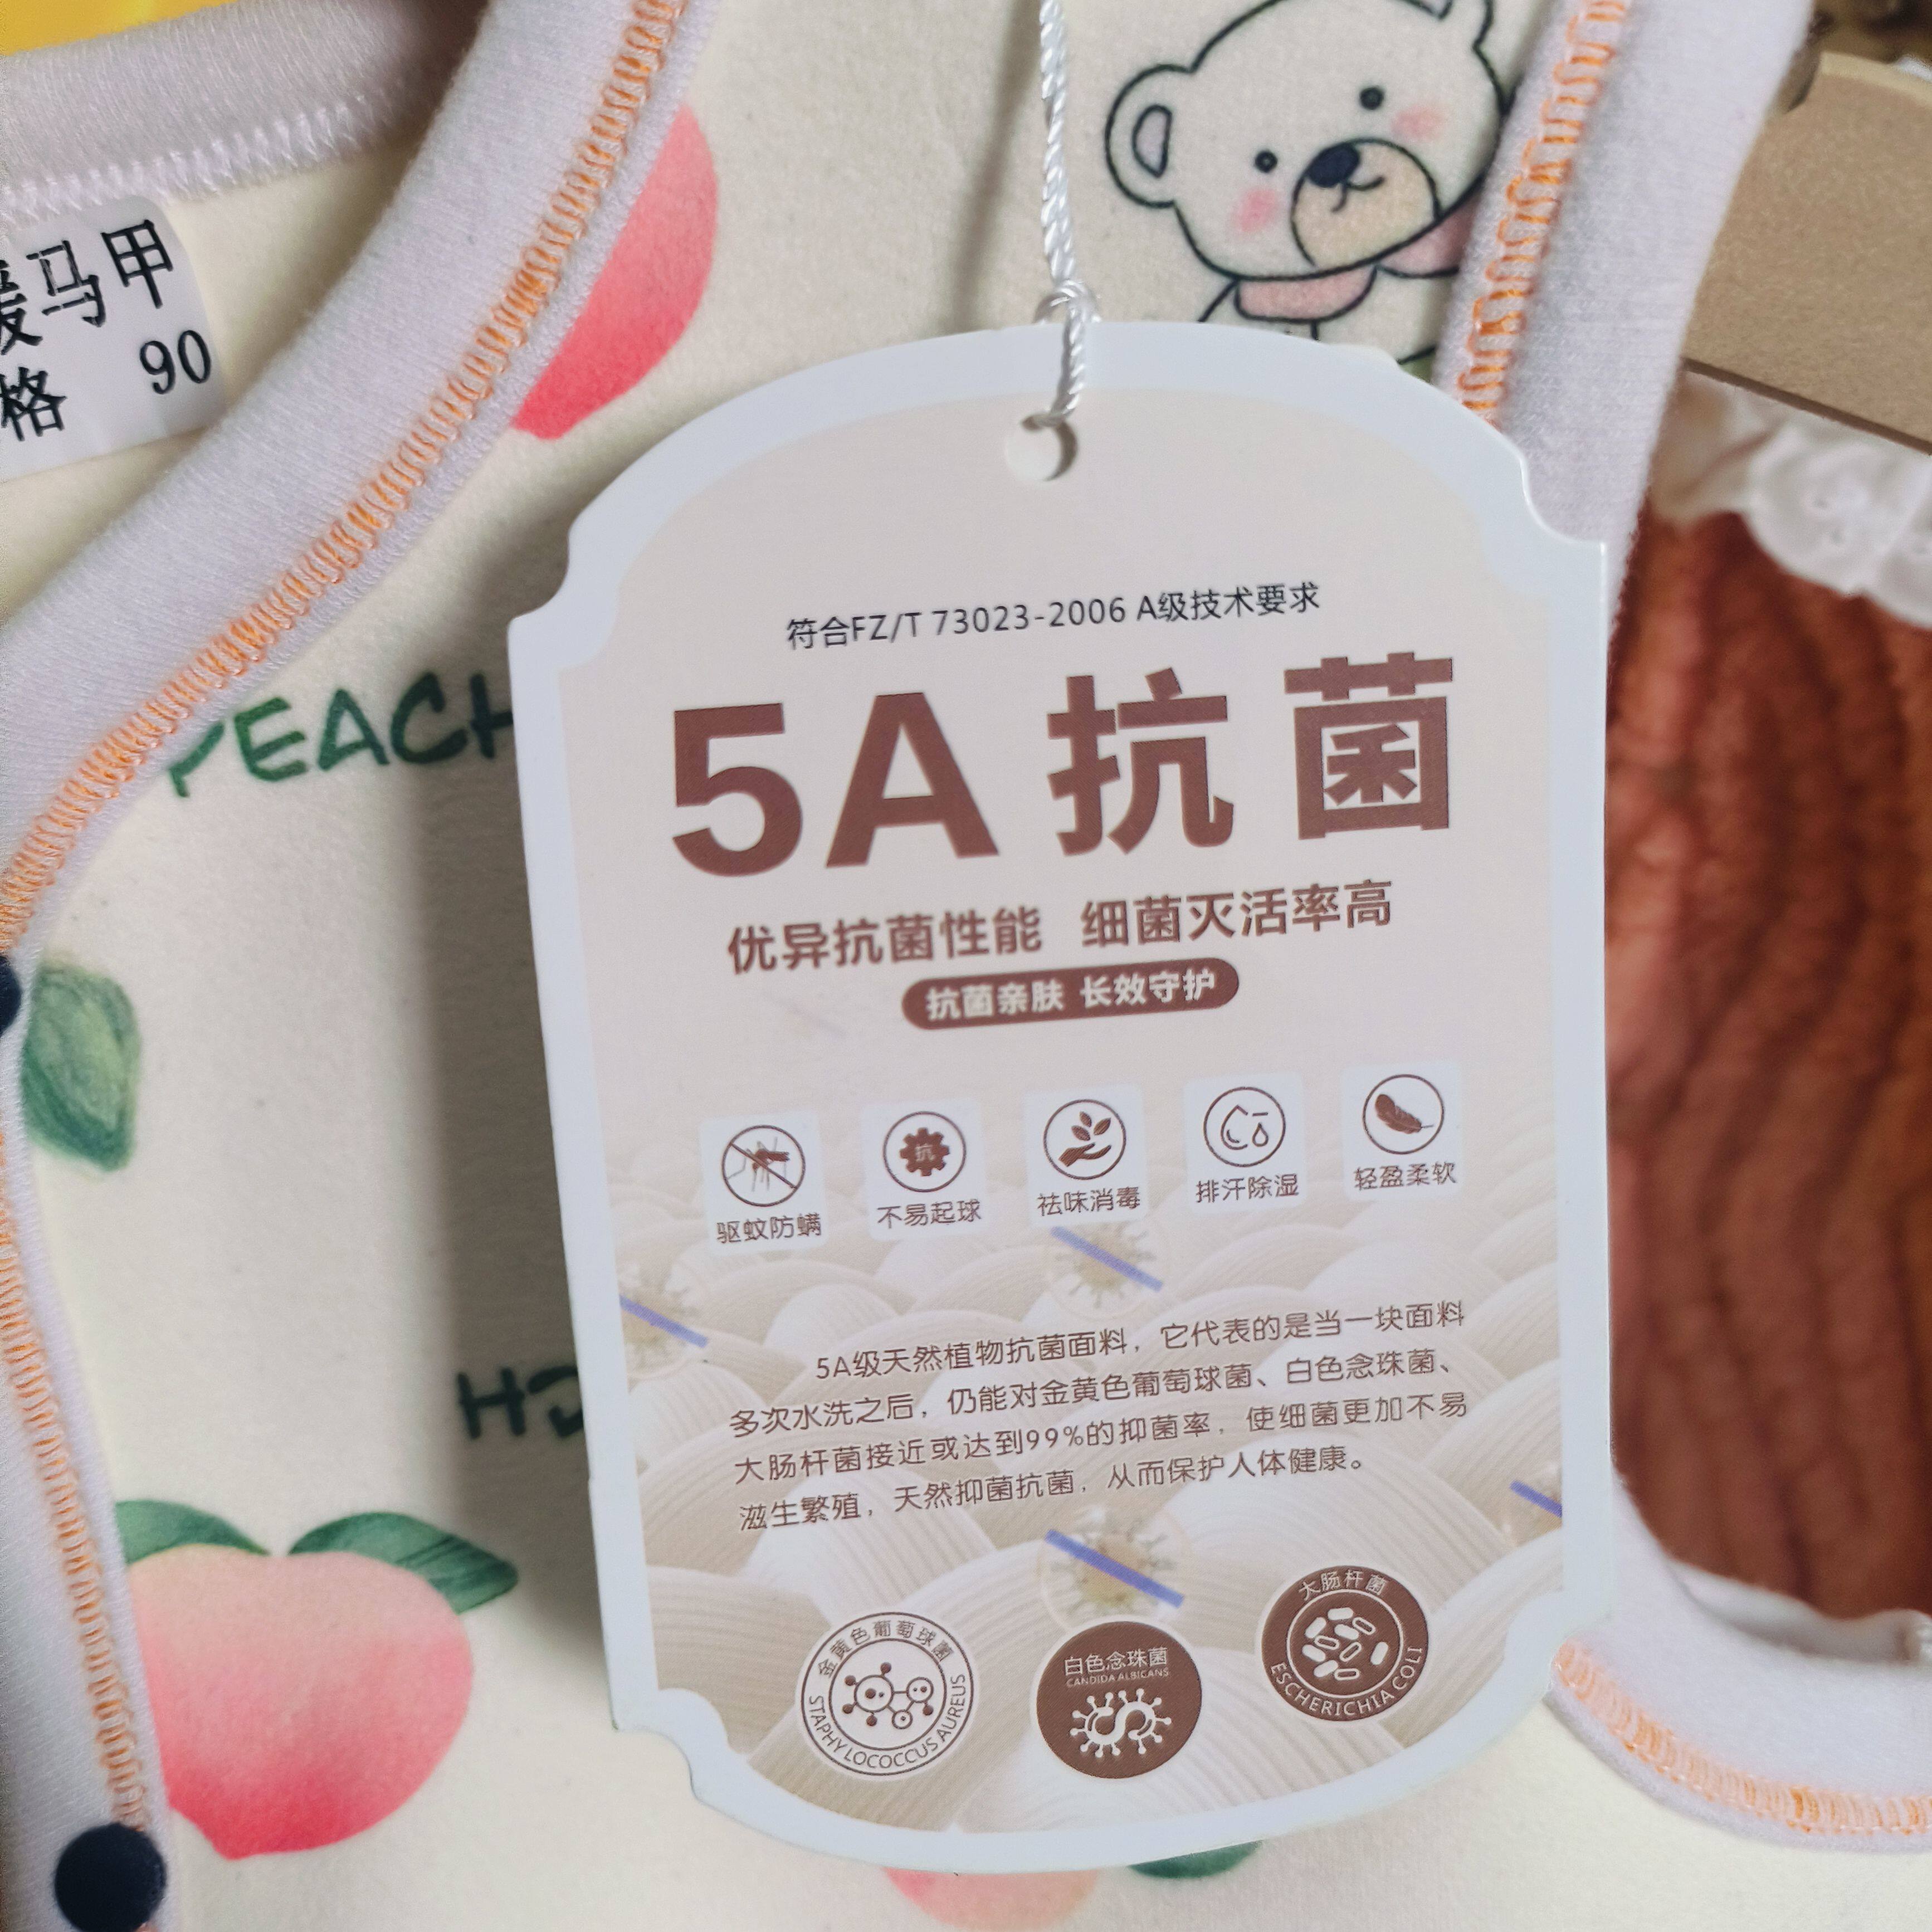 马甲
格 90
PEACH
符合FZ/T 73023-2006 A级技术要求
5A抗菌
优异抗菌性能 细菌灭活率高
抗菌亲肤 长效守护
抗
驱蚊防螨 不易起球 祛味消毒 排汗除湿 轻盈柔软
5A级天然植物抗菌面料，它代表的是当一块面料
多次水洗之后，仍能对金黄色葡萄球菌、白色念珠菌、
大肠杆菌接近或达到99%的抑菌率，使细菌更加不易
滋生繁殖，天然抑菌抗菌，从而保护人体健康。
金黄色葡萄球菌
STAPHYLOCOCCUS AUREUS
白色念珠菌
CANDIDA ALBICANS
大肠杆菌
ESCHERICHIA COLI